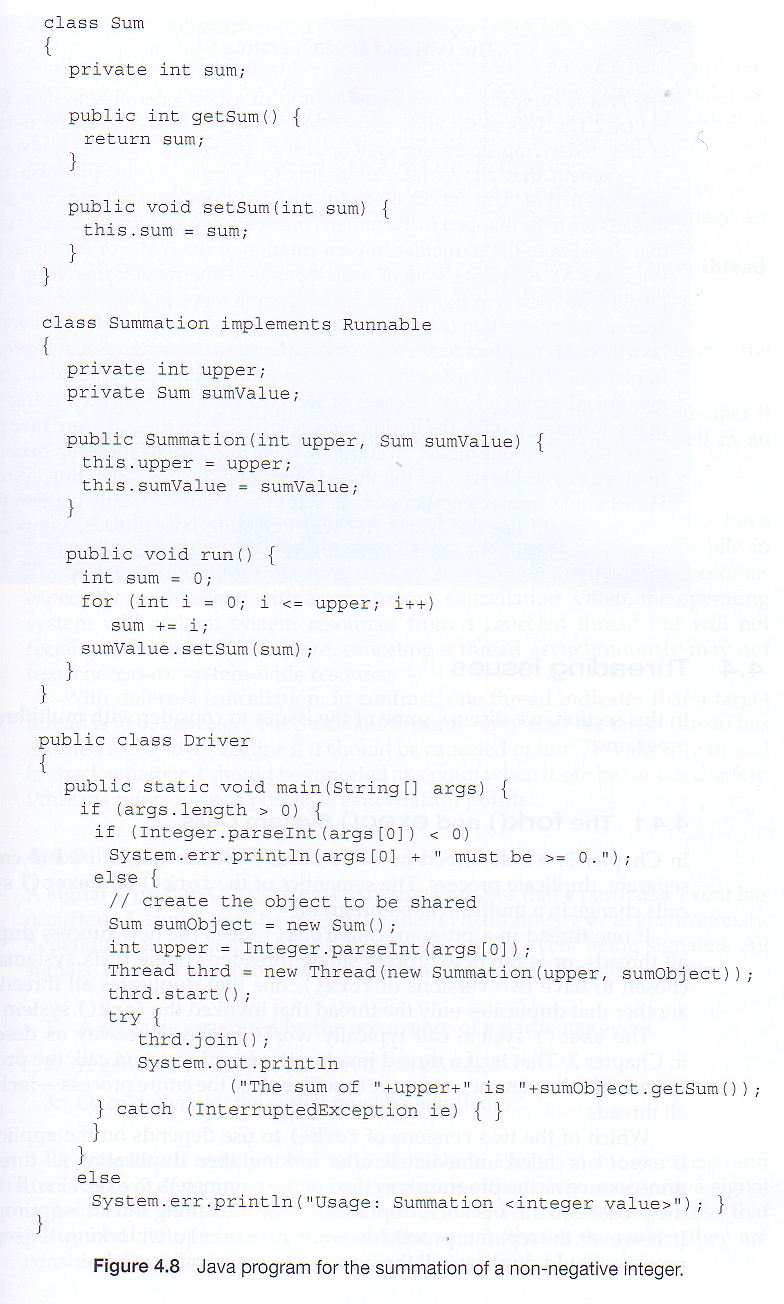 class Sum
{
private int sum;
public int getSum() {
return sum;
}
public void setSum(int sum) {
this.sum = sum;
}
}
class Summation implements Runnable
{
private int upper;
private Sum sumValue;
public Summation(int upper, Sum sumValue) {
this.upper = upper;
this.sumValue = sumValue;
}
public void run() {
int sum = 0;
for (int i = 0; i <= upper; i++)
sum += i;
sumValue.setSum(sum);
}
}
public class Driver
{
public static void main(String[] args) {
if (args.length > 0) {
if (Integer.parseInt(args[0]) < 0)
System.err.println(args[0] + " must be >= 0.");
else {
// create the object to be shared
Sum sumObject = new Sum();
int upper = Integer.parseInt(args[0]);
Thread thrd = new Thread(new Summation(upper, sumObject));
thrd.start();
try {
thrd.join();
System.out.println
("The sum of "+upper+" is "+sumObject.getSum());
} catch (InterruptedException ie) { }
}
}
else
System.err.println("Usage: Summation <integer value>"); }
}
Figure 4.8 Java program for the summation of a non-negative integer.